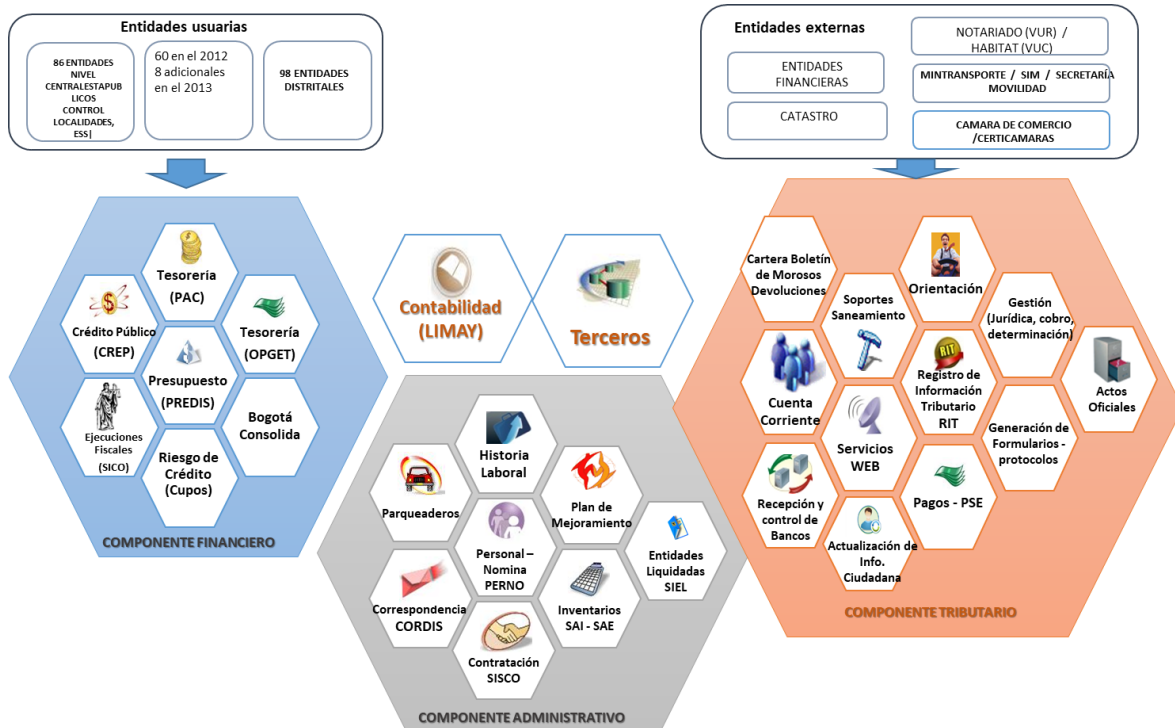 Entidades usuarias
86 ENTIDADES
NIVEL
CENTRALESTAPUB
LICOS
CONTROL
LOCALIDADES,
ESS|
60 en el 2012
8 adicionales
en el 2013
98 ENTIDADES
DISTRITALES
Entidades externas
ENTIDADES
FINANCIERAS
CATASTRO
NOTARIADO (VUR) /
HABITAT (VUC)
MINTRANSPORTE / SIM / SECRETARÍA
MOVILIDAD
CAMARA DE COMERCIO
/CERTICAMARAS
Tesorería
(PAC)
Crédito Público
(CREP)
Tesorería
(OPGET)
Presupuesto
(PREDIS)
Ejecuciones
Fiscales
(SICO)
Bogotá
Consolida
Riesgo de
Crédito
(Cupos)
COMPONENTE FINANCIERO
Contabilidad
(LIMAY)
Terceros
Historia
Laboral
Parqueaderos
Plan de
Mejoramiento
Personal –
Nomina
PERNO
Entidades
Liquidadas
SIEL
Correspondencia
CORDIS
Inventarios
SAI - SAE
Contratación
SISCO
COMPONENTE ADMINISTRATIVO
Cartera Boletín
de Morosos
Devoluciones
Orientación
Soportes
Saneamiento
Gestión
(Jurídica, cobro,
determinación)
Cuenta
Corriente
RIT
Registro de
Información
Tributario
RIT
Actos
Oficiales
Servicios
WEB
Generación de
Formularios -
protocolos
Recepción y
control de
Bancos
Pagos - PSE
Actualización de
Info.
Ciudadana
COMPONENTE TRIBUTARIO